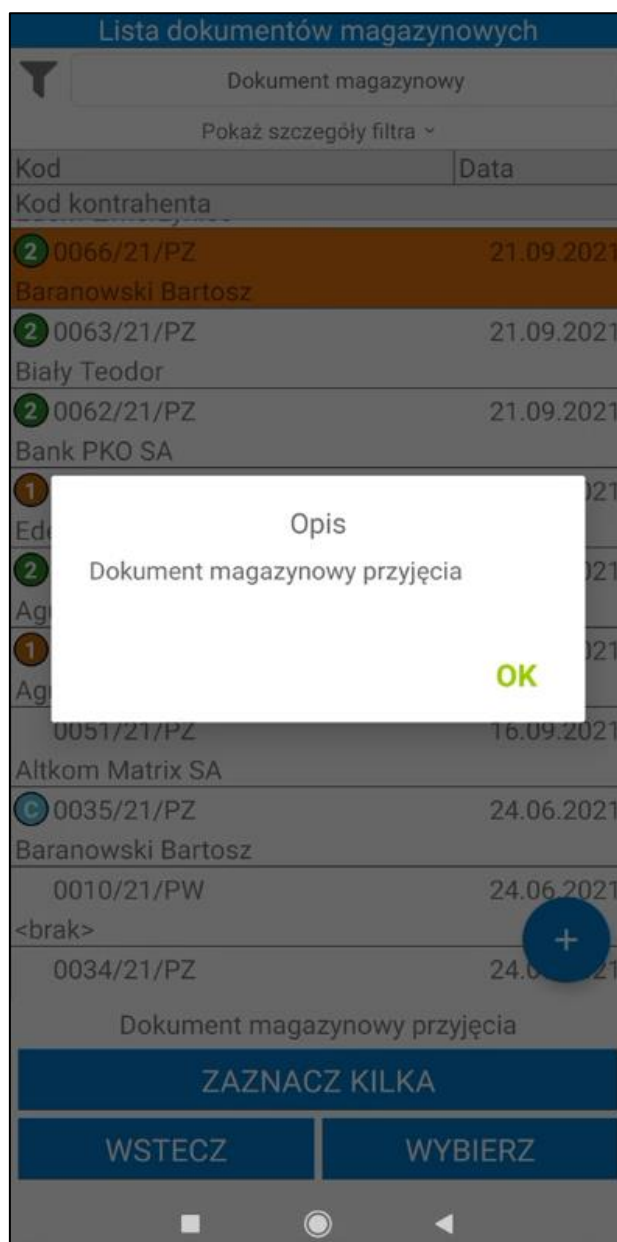 Lista dokumentów magazynowych
Dokument magazynowy
Pokaż szczegóły filtra
Kod Data
Kod kontrahenta
2 0066/21/PZ 21.09.2021
Baranowski Bartosz
2 0063/21/PZ 21.09.2021
Biały Teodor
2 0062/21/PZ 21.09.2021
Bank PKO SA
1
Opis
Dokument magazynowy przyjęcia
2
1
OK
0051/21/PZ 16.09.2021
Altkom Matrix SA
C 0035/21/PZ 24.06.2021
Baranowski Bartosz
0010/21/PW 24.06.2021
<brak>
+
0034/21/PZ
Dokument magazynowy przyjęcia
ZAZNACZ KILKA
WSTECZ WYBIERZ